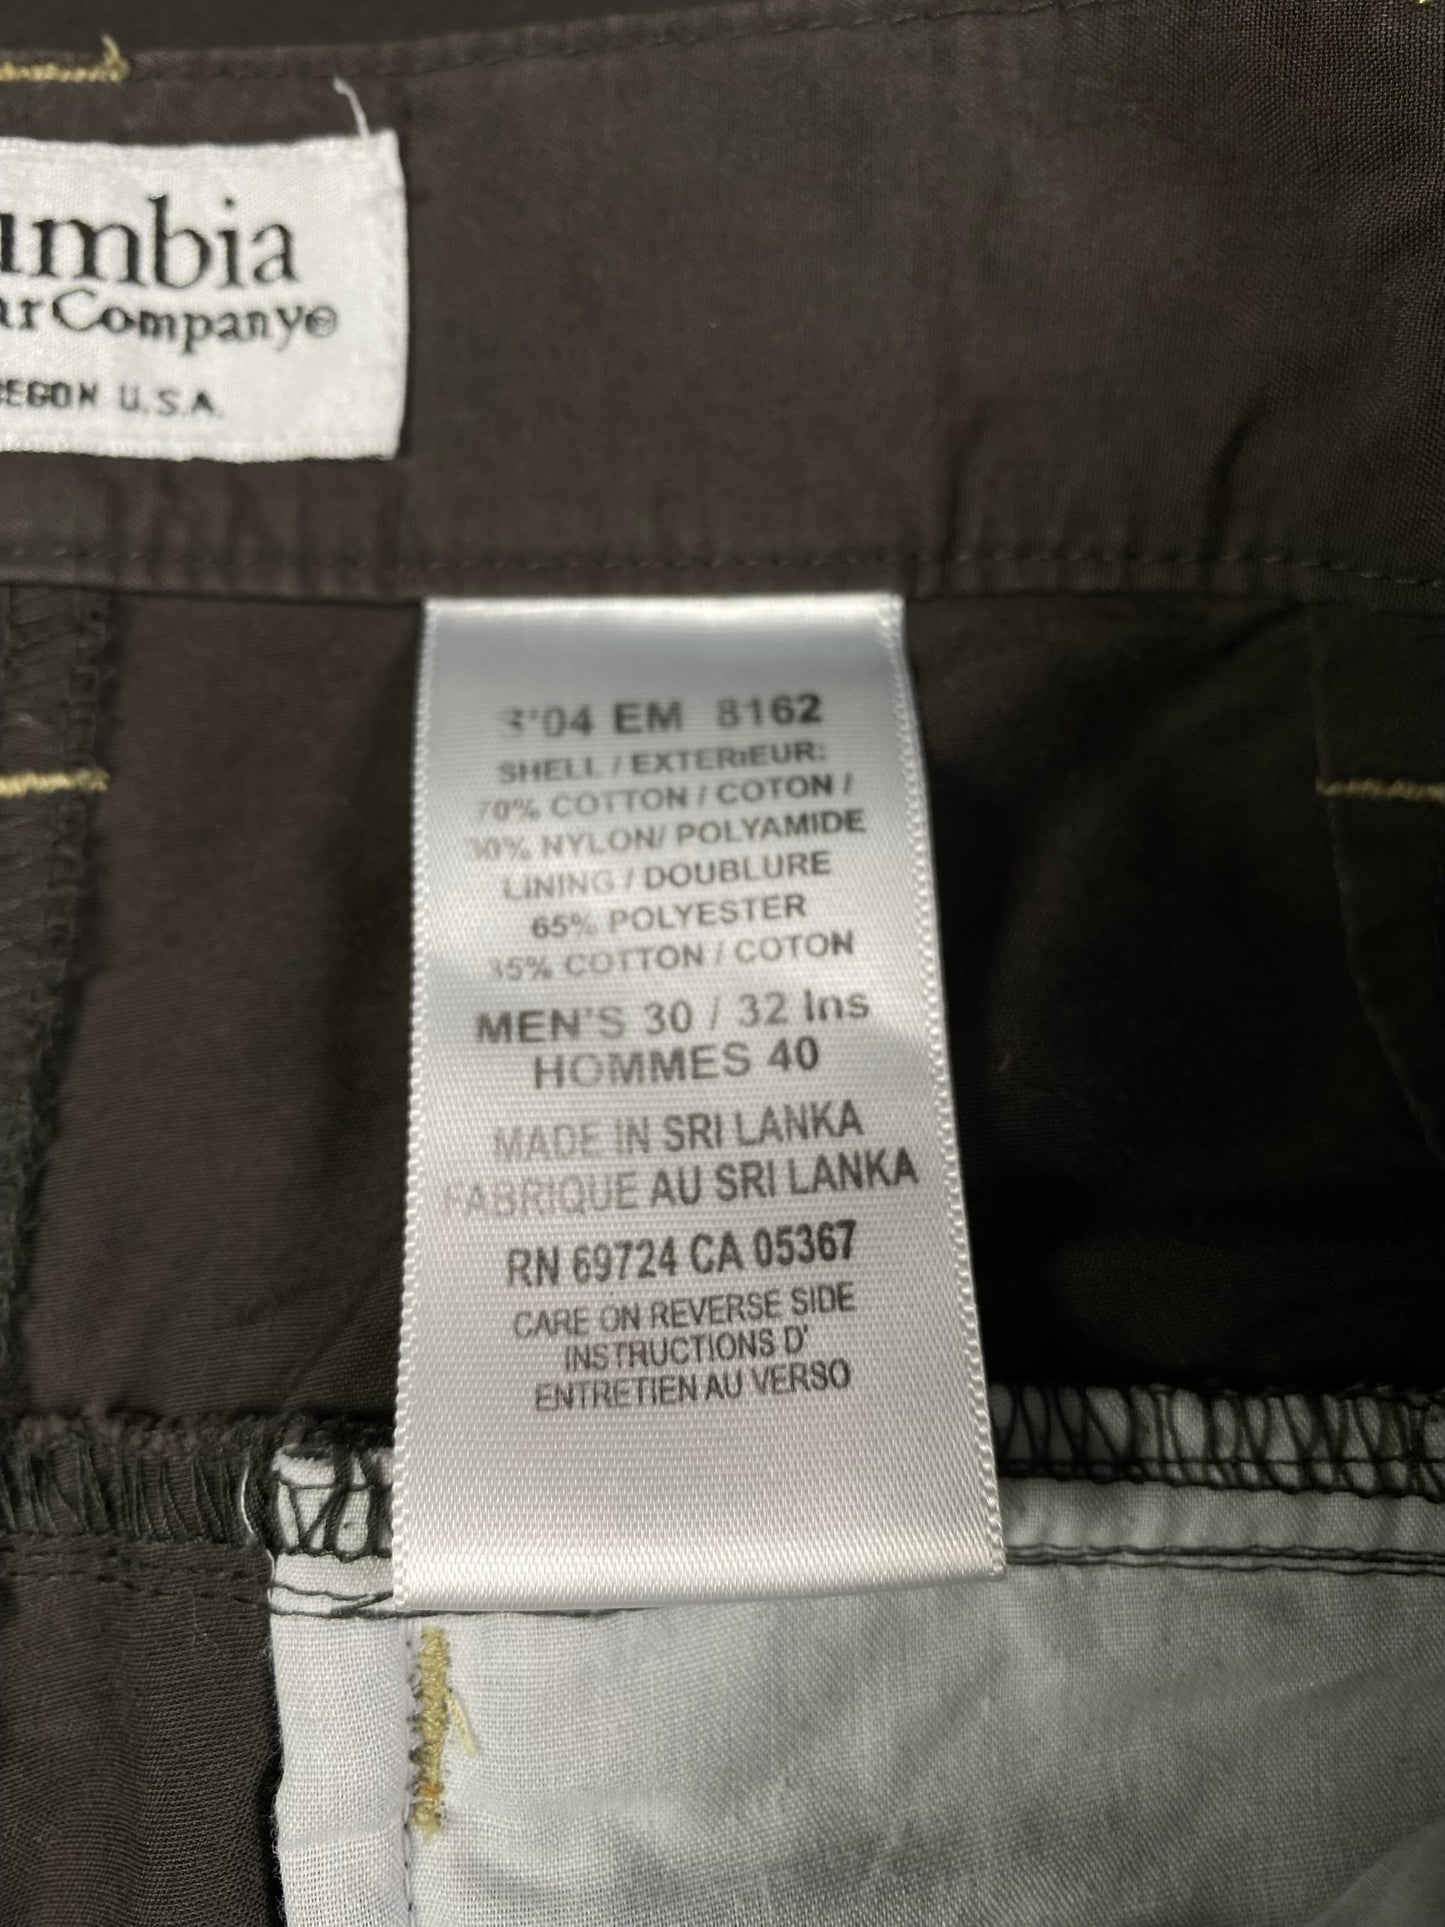 umbia
ar Company®
EGON U.S.A.
'04 EM 8162
SHELL / EXTERIEUR:
70% COTTON / COTON /
30% NYLON/ POLYAMIDE
LINING / DOUBLURE
65% POLYESTER
35% COTTON / COTON
MEN'S 30 / 32 Ins
HOMMES 40
MADE IN SRI LANKA
FABRIQUE AU SRI LANKA
RN 69724 CA 05367
CARE ON REVERSE SIDE
INSTRUCTIONS D'
ENTRETIEN AU VERSO